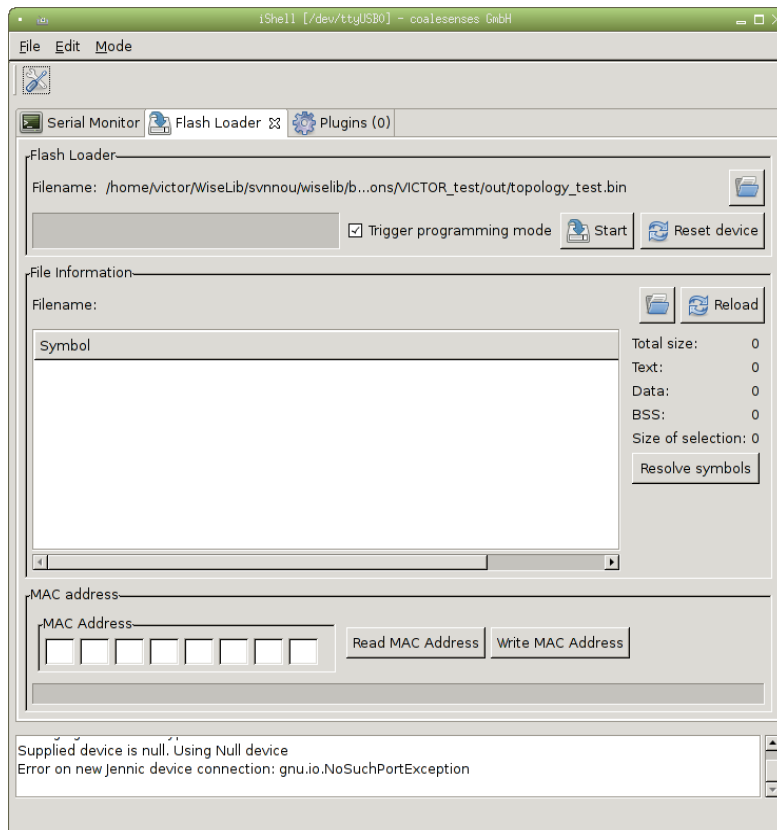 iShell [/dev/ttyUSB0] - coalesenses GmbH
File Edit Mode
Serial Monitor Flash Loader Plugins (0)
Flash Loader
Filename: /home/victor/WiseLib/svnnou/wiselib/b...ons/VICTOR_test/out/topology_test.bin
Trigger programming mode Start Reset device
File Information
Filename: Reload
Symbol
Total size: 0
Text: 0
Data: 0
BSS: 0
Size of selection: 0
Resolve symbols
MAC address
MAC Address
Read MAC Address Write MAC Address
Supplied device is null. Using Null device
Error on new Jennic device connection: gnu.io.NoSuchPortException